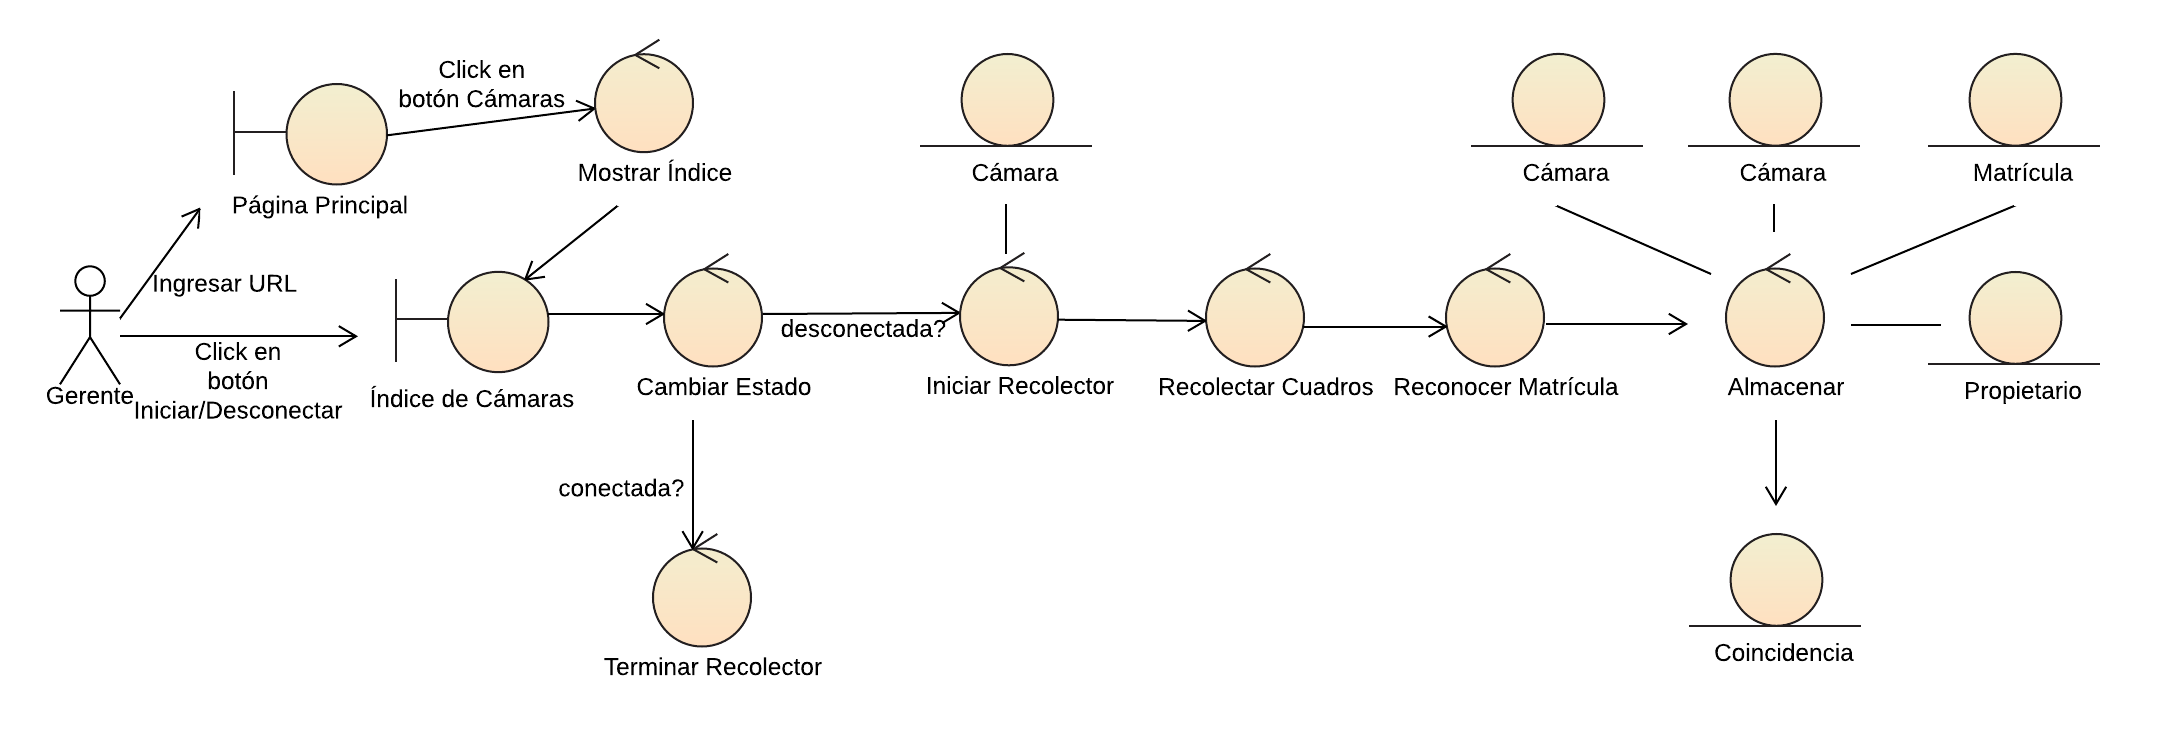 Click en
botón Cámaras
Mostrar Índice
Cámara
Cámara
Cámara
Matrícula
Página Principal
Ingresar URL
desconectada?
Click en
botón
Iniciar/Desconectar
Gerente
Índice de Cámaras
Cambiar Estado
Iniciar Recolector
Recolectar Cuadros
Reconocer Matrícula
Almacenar
Propietario
conectada?
Terminar Recolector
Coincidencia